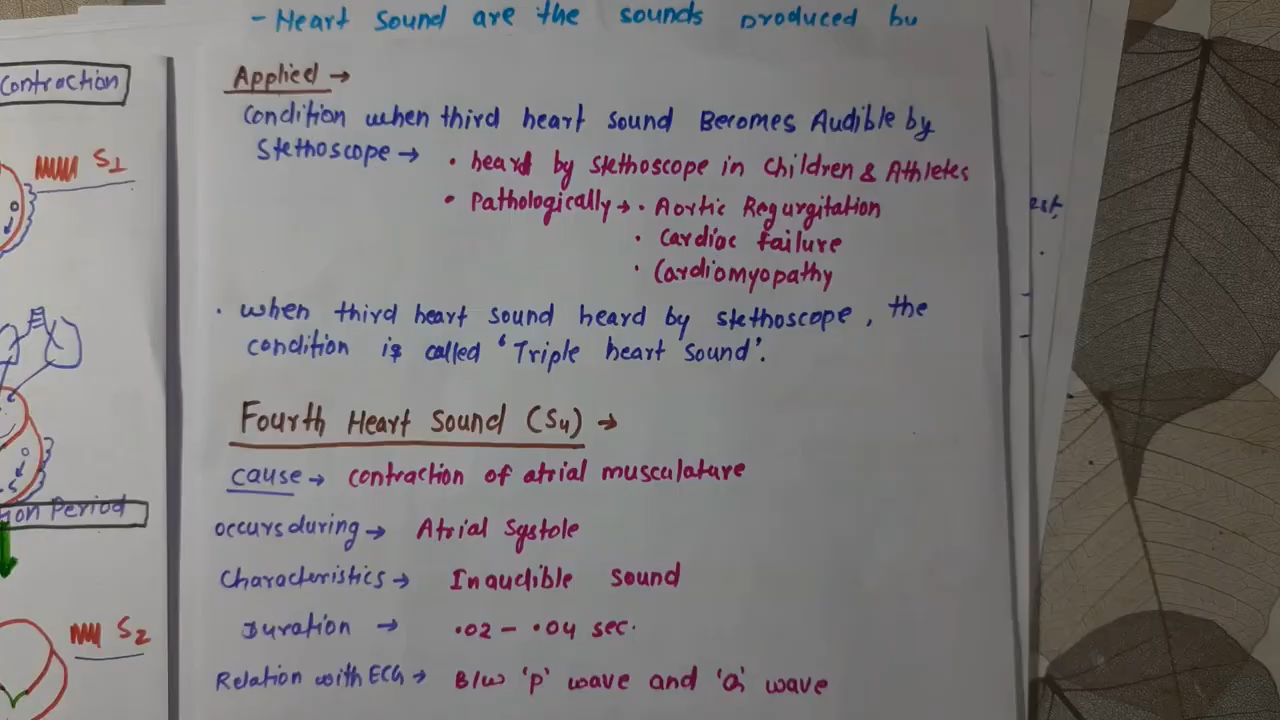 - Heart Sound are the sounds produced by
Contraction
S1
Applied →
Condition when third heart sound Becomes Audible by
Stethoscope → • heard by stethoscope in Children & Athletes
• Pathologically → • Aortic Regurgitation
• Cardiac failure
• Cardiomyopathy
• when third heart sound heard by stethoscope, the
condition is called 'Triple heart sound'.
Fourth Heart Sound (S4) →
cause → contraction of atrial musculature
occurs during → Atrial Systole
Characteristics → Inaudible sound
Duration → .02 – .04 sec.
Relation with ECG → B/w 'p' wave and 'Q' wave
ion Period
S2